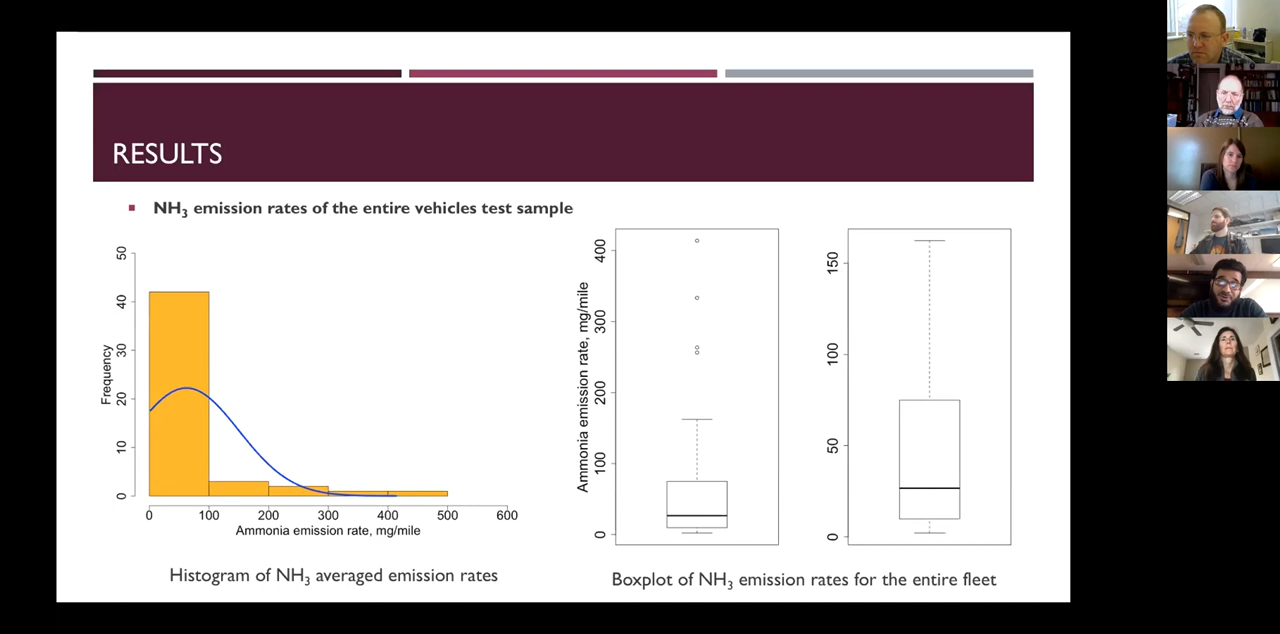 RESULTS
NH3 emission rates of the entire vehicles test sample
50
40
30
20
10
0
Frequency
0 100 200 300 400 500 600
Ammonia emission rate, mg/mile
Histogram of NH3 averaged emission rates
400
300
200
100
0
Ammonia emission rate, mg/mile
150
100
50
0
Boxplot of NH3 emission rates for the entire fleet